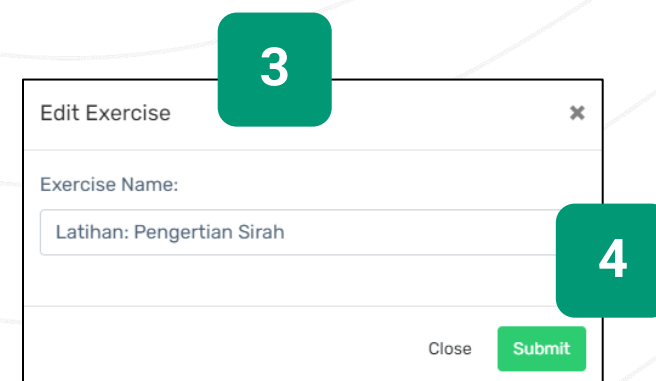 3
Edit Exercise ×
Exercise Name:
Latihan: Pengertian Sirah
4
Close Submit